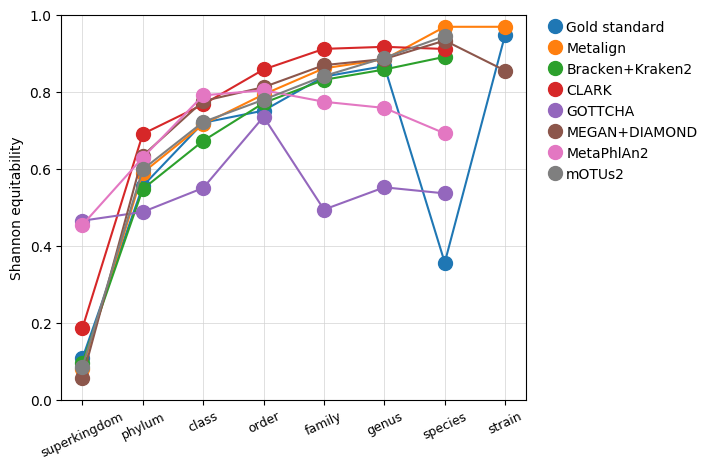 1.0
0.8
0.6
0.4
0.2
0.0
Shannon equitability
superkingdom
phylum
class
order
family
genus
species
strain
Gold standard
Metalign
Bracken+Kraken2
CLARK
GOTTCHA
MEGAN+DIAMOND
MetaPhlAn2
mOTUs2